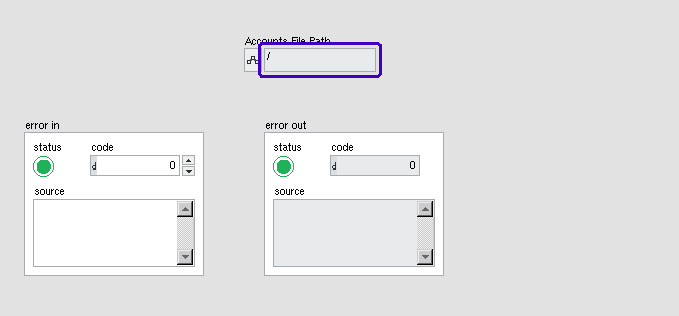 Accounts File Path
/
error in
error out
status
code
status
code
d
0
d
0
source
source